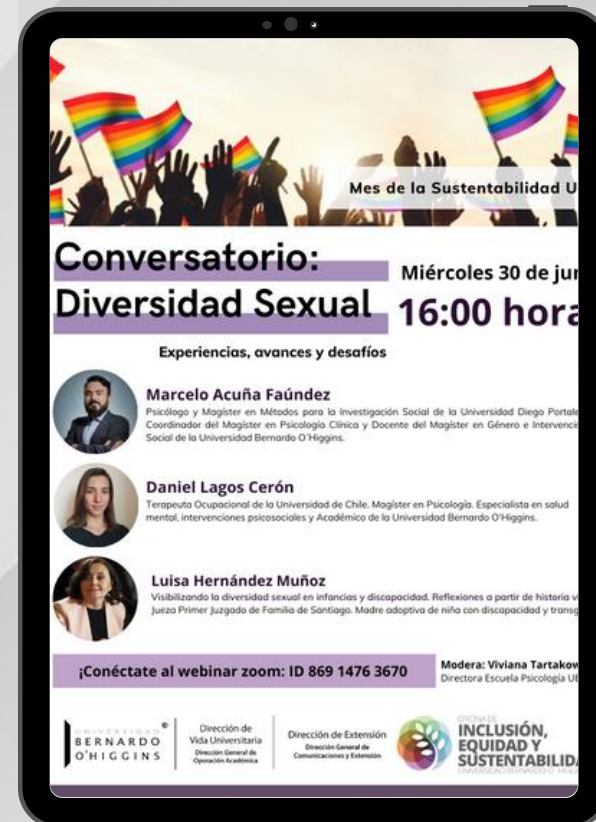 Mes de la Sustentabilidad U
Conversatorio:
Diversidad Sexual
Miércoles 30 de jun
16:00 hora
Experiencias, avances y desafíos
Marcelo Acuña Faúndez
Psicólogo y Magíster en Métodos para la Investigación Social de la Universidad Diego Portale
Coordinador del Magíster en Psicología Clínica y Docente del Magíster en Género e Intervenció
Social de la Universidad Bernardo O'Higgins.
Daniel Lagos Cerón
Terapeuta Ocupacional de la Universidad de Chile. Magíster en Psicología. Especialista en salud
mental, intervenciones psicosociales y Académico de la Universidad Bernardo O'Higgins.
Luisa Hernández Muñoz
Visibilizando la diversidad sexual en infancias y discapacidad. Reflexiones a partir de historia vi
Jueza Primer Juzgado de Familia de Santiago. Madre adoptiva de niña con discapacidad y transg
¡Conéctate al webinar zoom: ID 869 1476 3670
Modera: Viviana Tartakow
Directora Escuela Psicología UB
UNIVERSIDAD
BERNARDO
O'HIGGINS
Dirección de
Vida Universitaria
Dirección General de
Operación Académica
Dirección de Extensión
Dirección General de
Comunicaciones y Extensión
OFICINA DE
INCLUSIÓN,
EQUIDAD Y
SUSTENTABILIDA
UNIVERSIDAD BERNARDO O'HIGGI